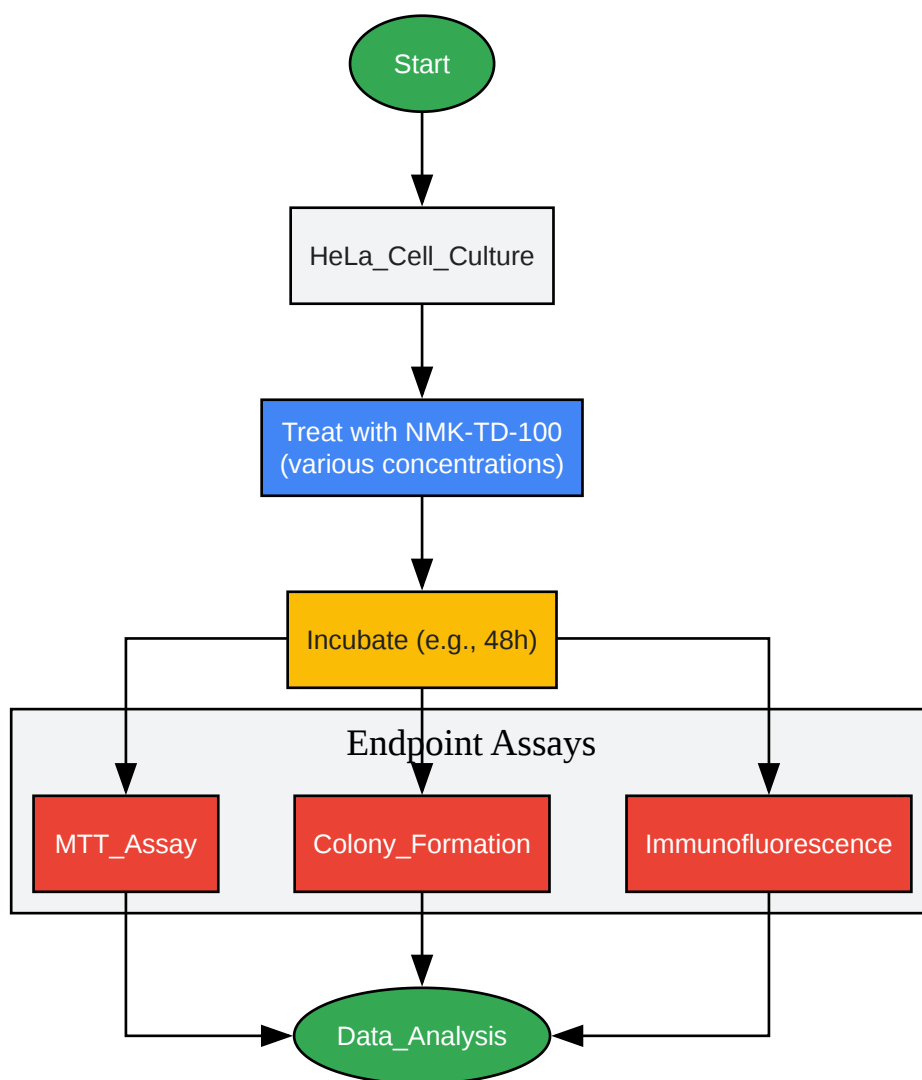 Start
HeLa_Cell_Culture
Treat with NMK-TD-100
(various concentrations)
Incubate (e.g., 48h)
Endpoint Assays
MTT_Assay
Colony_Formation
Immunofluorescence
Data_Analysis